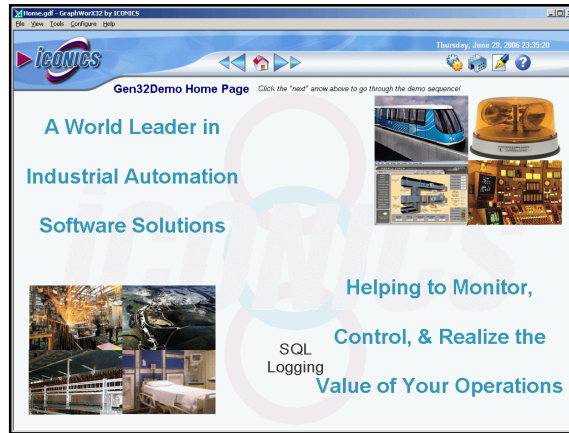 Home.gdf - GraphWorX32 by ICONICS
File View Tools Configure Help
Thursday, June 29, 2006 23:35:20
ICONICS
Gen32Demo Home Page Click the "next" arrow above to go through the demo sequence!
A World Leader in
Industrial Automation
Software Solutions
ICONICS
Helping to Monitor,
Control, & Realize the
Value of Your Operations
SQL
Logging